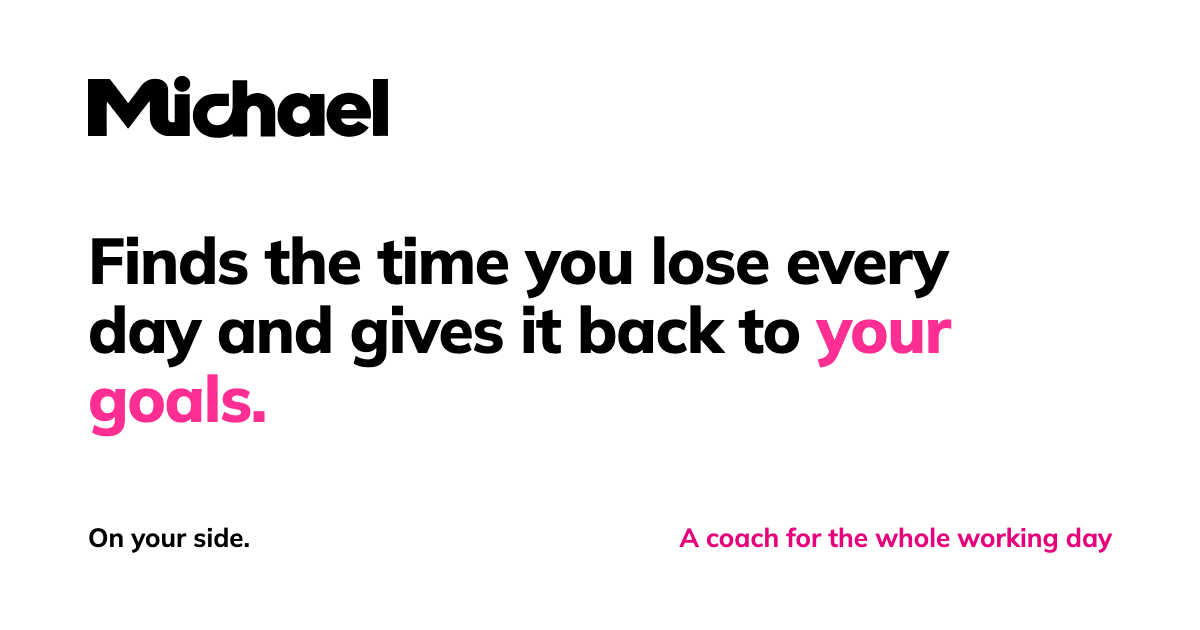 Michael
Finds the time you lose every
day and gives it back to your
goals.
On your side.
A coach for the whole working day